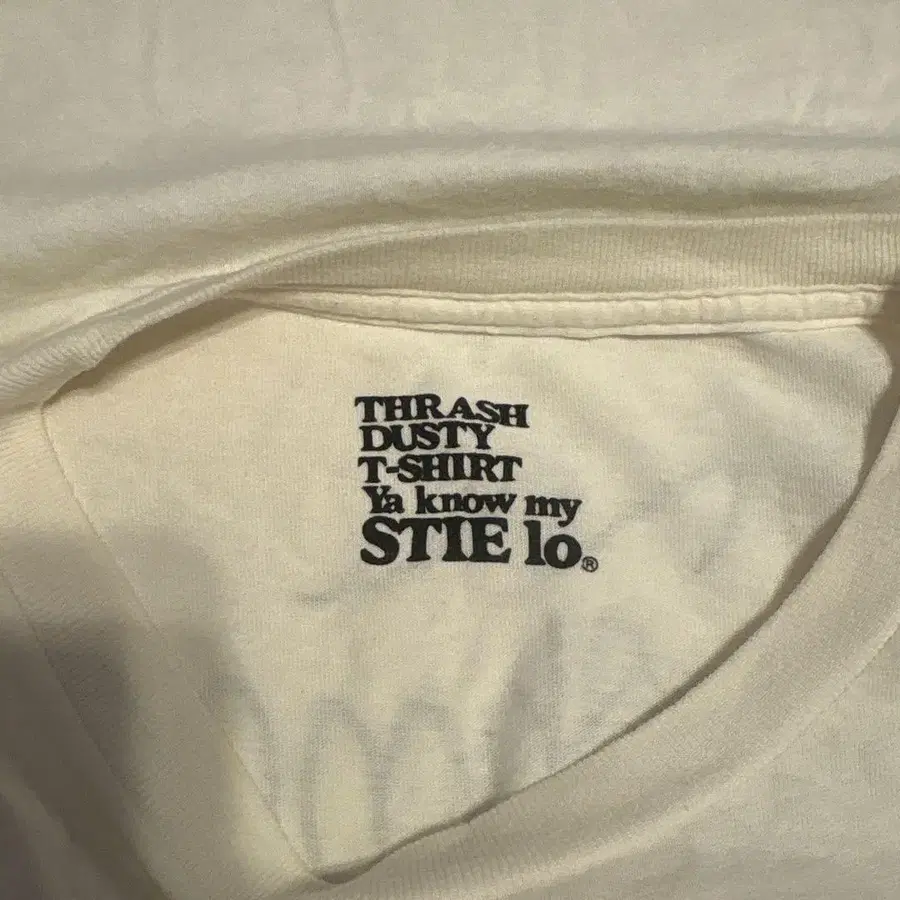 THRASH
DUSTY
T-SHIRT
Ya know my
STIE lo®